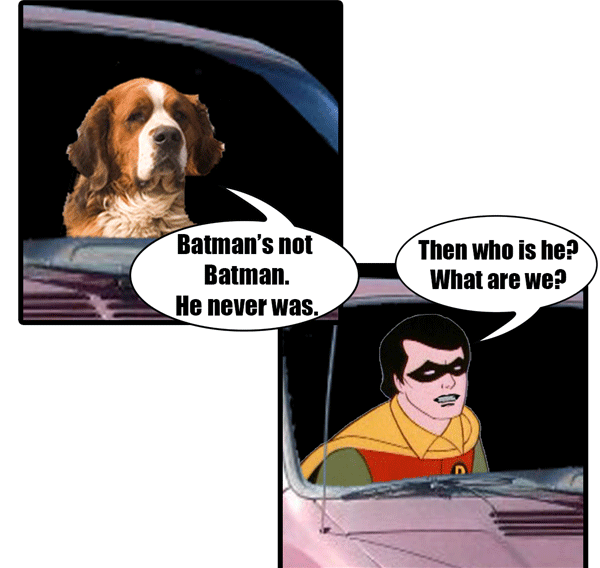 Batman's not
Batman.
He never was.
Then who is he?
What are we?